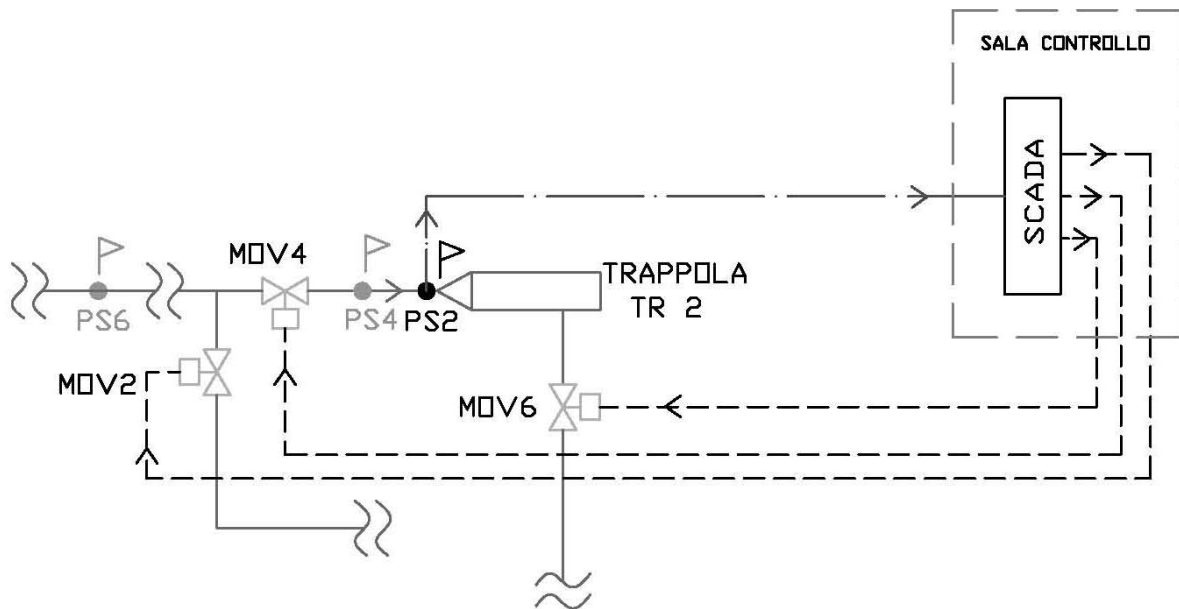 SALA CONTROLLO
SCADA
MOV4
TRAPPOLA
TR 2
PS6
PS4
PS2
MOV2
MOV6